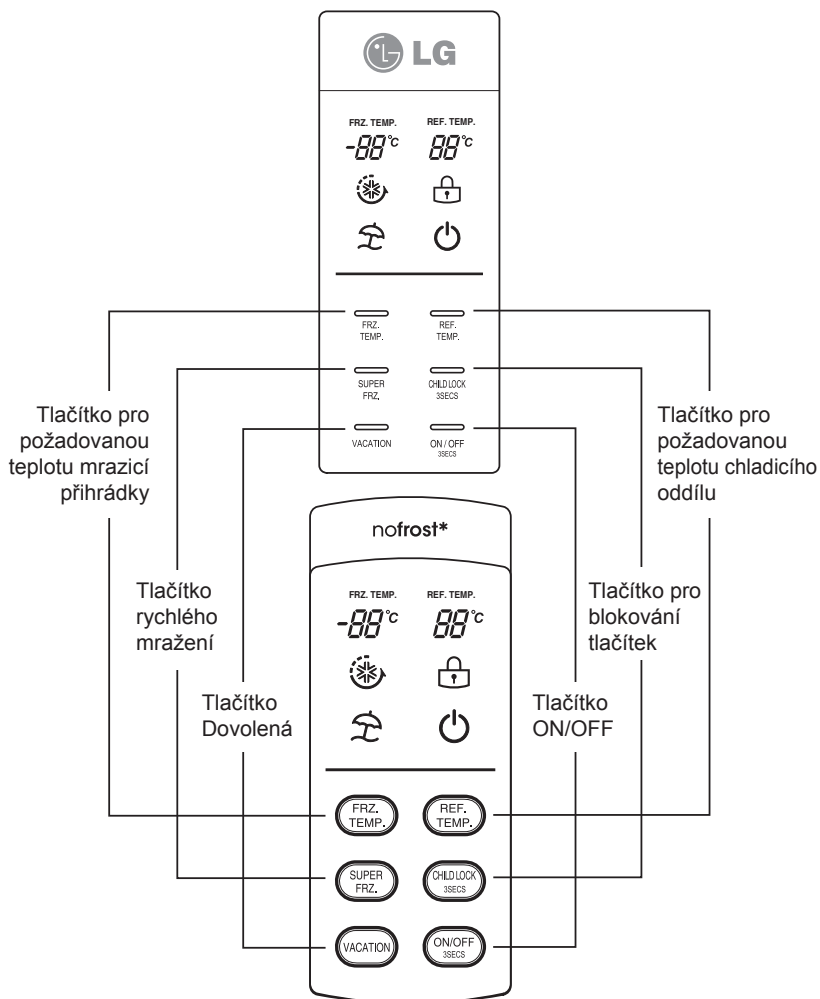 LG
FRZ. TEMP. REF. TEMP.
-88°C 88°C
FRZ.
TEMP.
REF.
TEMP.
SUPER
FRZ.
CHILD LOCK
3SECS
VACATION
ON / OFF
3SECS
Tlačítko pro
požadovanou
teplotu mrazicí
přihrádky
Tlačítko pro
požadovanou
teplotu chladicího
oddílu
nofrost*
Tlačítko
rychlého
mražení
Tlačítko pro
blokování
tlačítek
FRZ. TEMP. REF. TEMP.
-88°C 88°C
Tlačítko
Dovolená
Tlačítko
ON/OFF
FRZ.
TEMP.
REF.
TEMP.
SUPER
FRZ.
CHILD LOCK
3SECS
VACATION
ON/OFF
3SECS